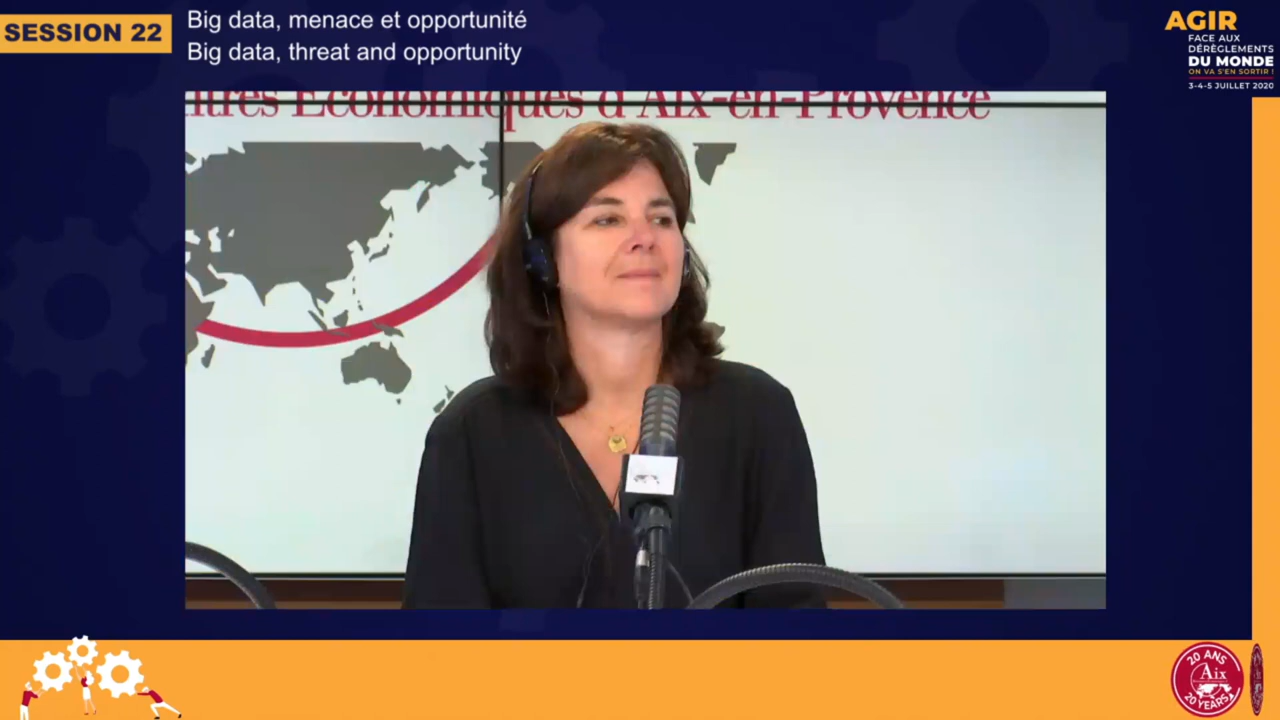 SESSION 22
Big data, menace et opportunité
Big data, threat and opportunity
AGIR
FACE AUX
DÉRÈGLEMENTS
DU MONDE
ON VA S'EN SORTIR !
3-4-5 JUILLET 2020
ntres Économiques d'Aix-en-Provence
20 ANS
Aix
20 YEARS